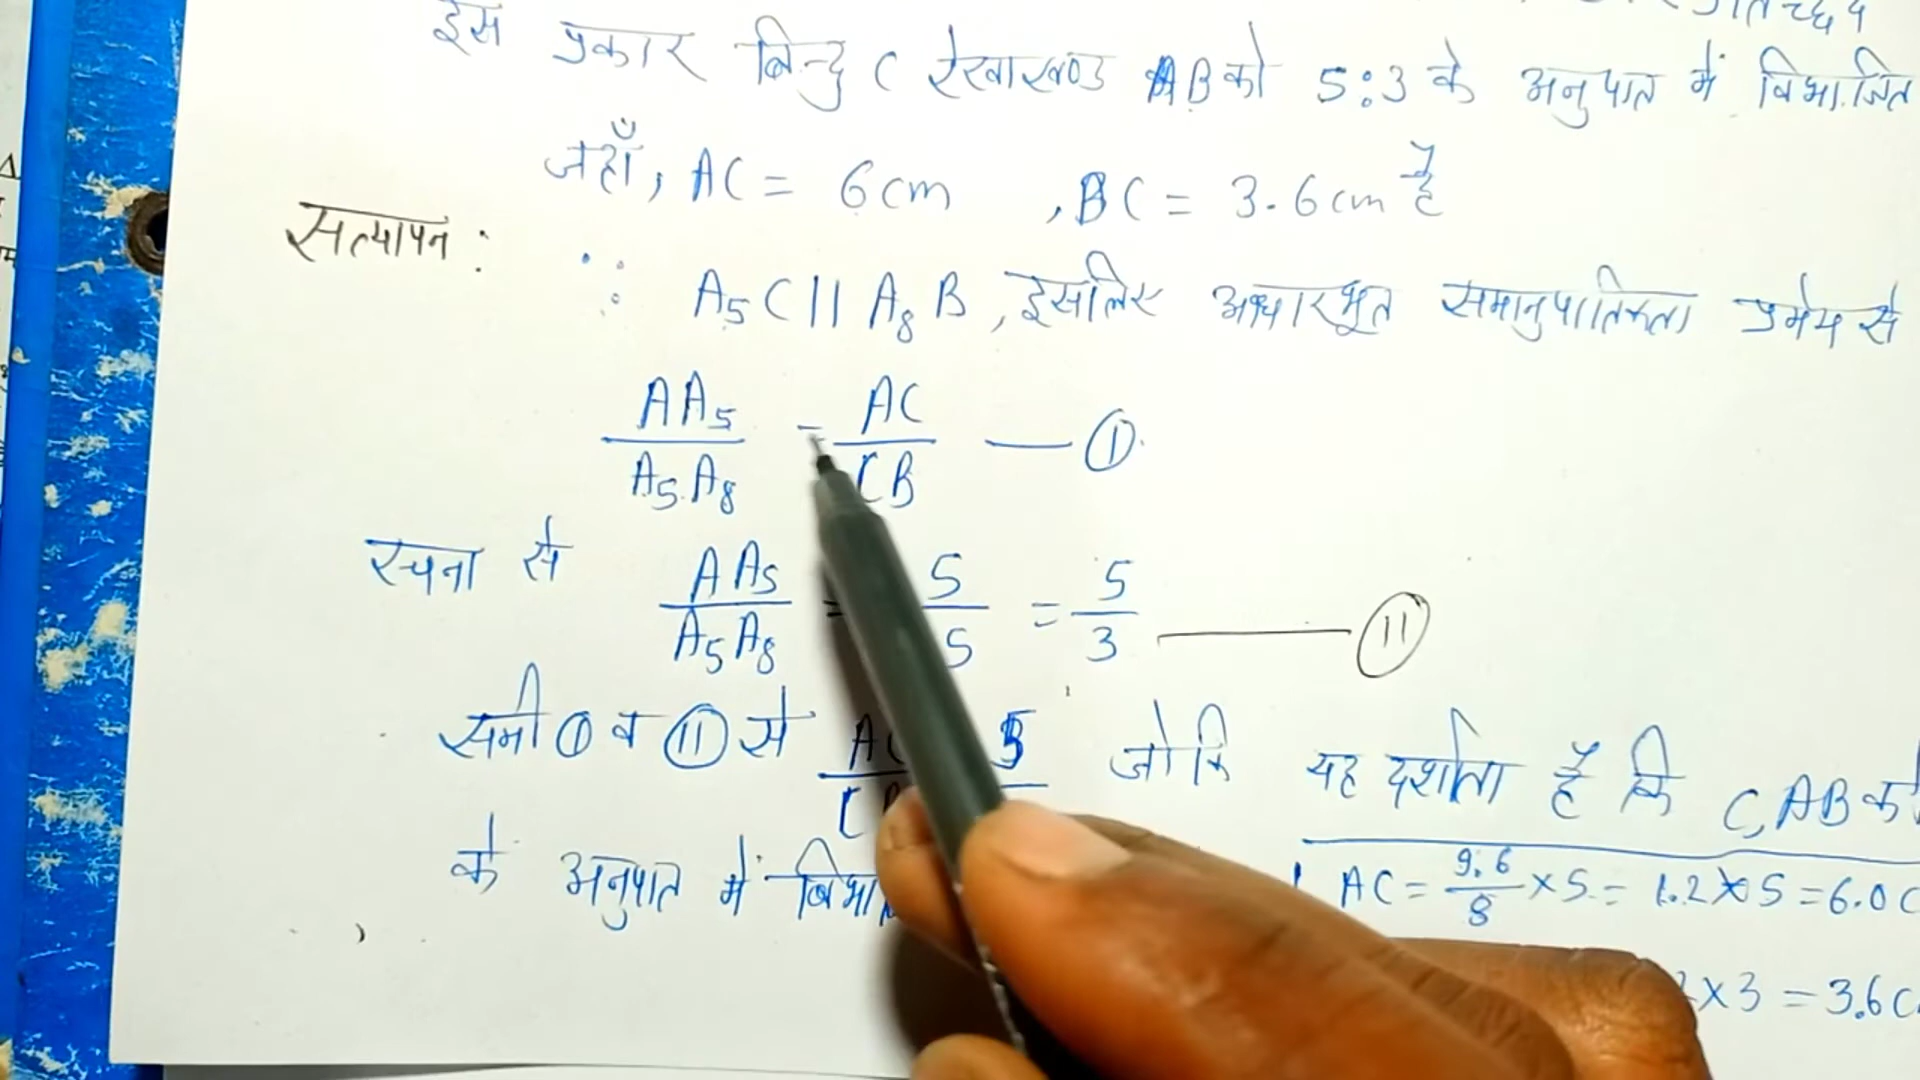 इस प्रकार बिन्दु C रेखाखण्ड AB को 5:3 के अनुपात में विभाजित
जहाँ, AC = 6cm , BC = 3.6cm है
सत्यापन :
∵ A₅C || A₈B, इसलिए अधारभूत समानुपातिकता प्रमेय से
AA₅/A₅A₈ = AC/CB — (I)
रचना से AA₅/A₅A₈ = 5 = 5/3 — (II)
समी (I) व (II) से जोकि यह दर्शाता है कि C, AB को
के अनुपात में
AC = 9.6/8 × 5 = 1.2 × 5 = 6.0 C
×3 = 3.6 C